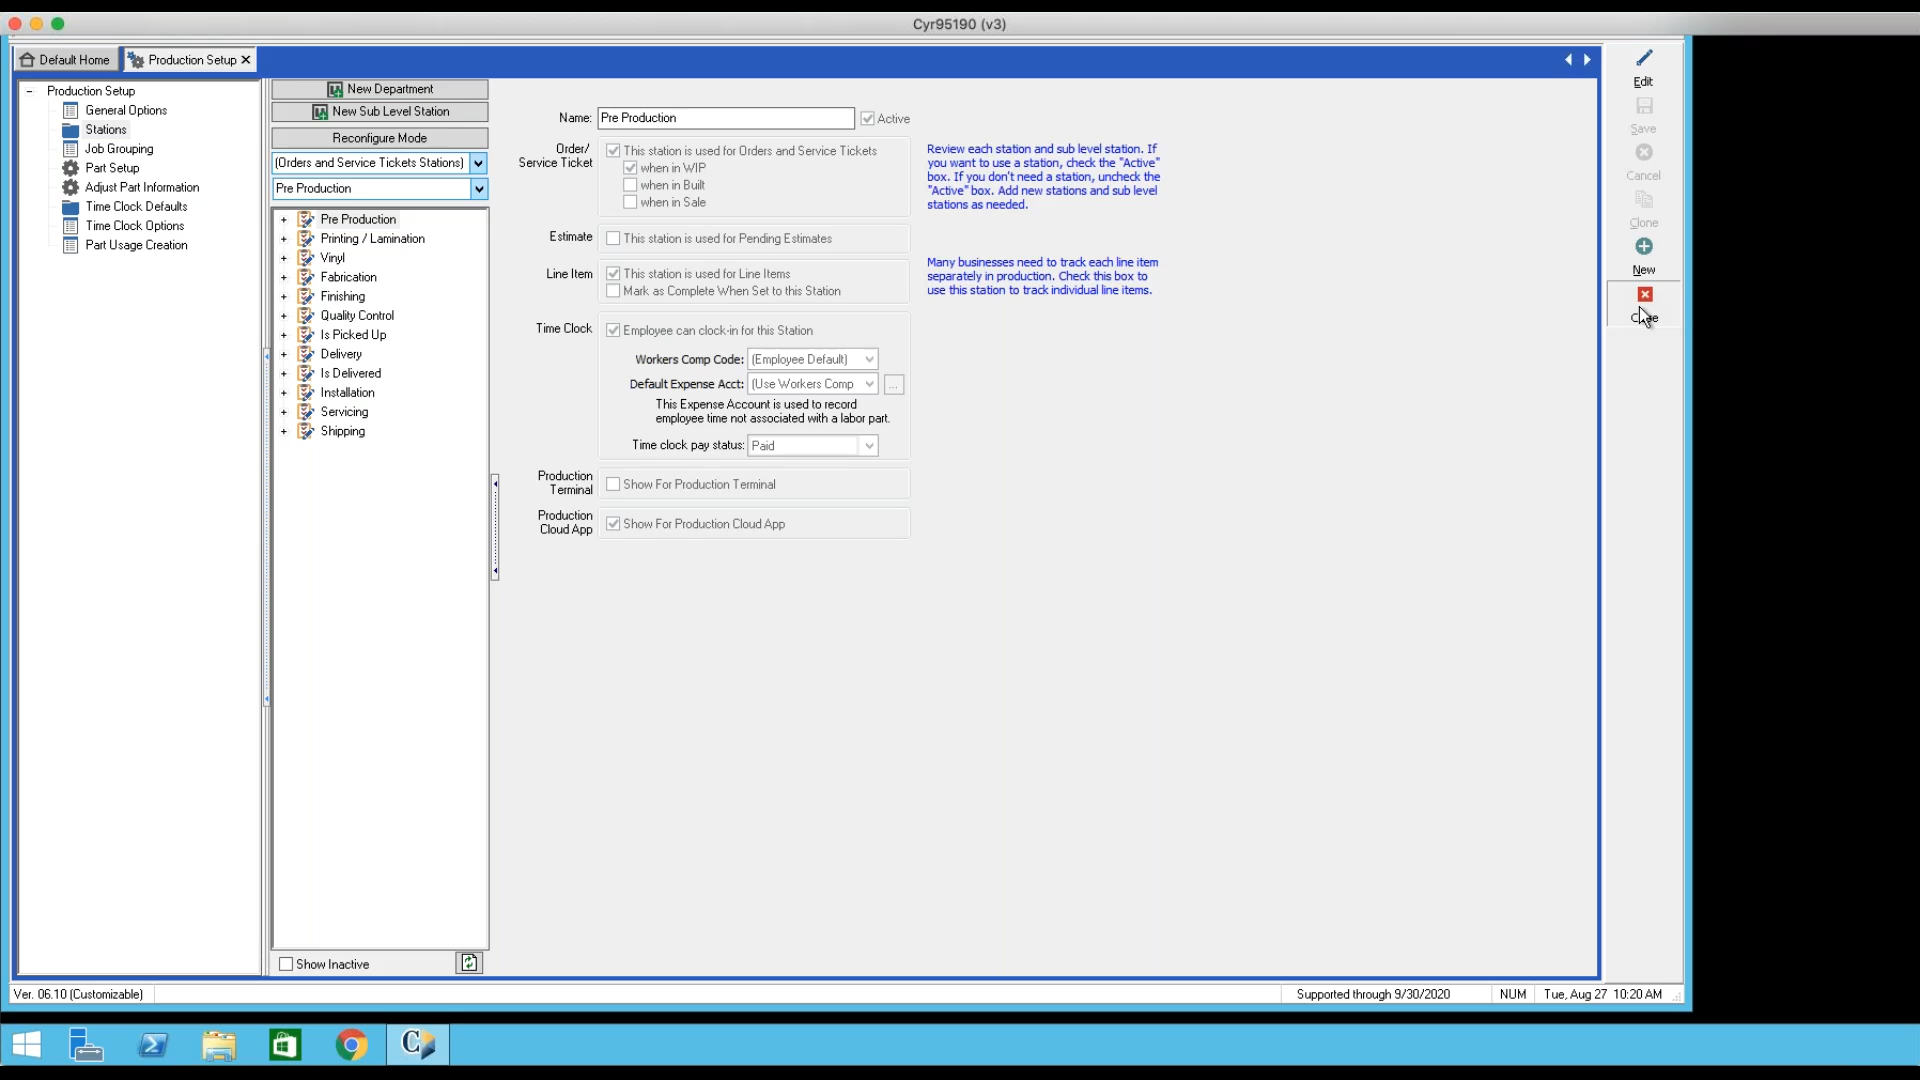 Cyr95190 (v3)
Default Home
Production Setup
Production Setup
General Options
Stations
Job Grouping
Part Setup
Adjust Part Information
Time Clock Defaults
Time Clock Options
Part Usage Creation
New Department
New Sub Level Station
Reconfigure Mode
(Orders and Service Tickets Stations)
Pre Production
Pre Production
Printing / Lamination
Vinyl
Fabrication
Finishing
Quality Control
Is Picked Up
Delivery
Is Delivered
Installation
Servicing
Shipping
Show Inactive
Name: Pre Production Active
Order/
Service Ticket
This station is used for Orders and Service Tickets
when in WIP
when in Built
when in Sale
Estimate This station is used for Pending Estimates
Line Item This station is used for Line Items
Mark as Complete When Set to this Station
Time Clock Employee can clock-in for this Station
Workers Comp Code: (Employee Default)
Default Expense Acct: (Use Workers Comp ...
This Expense Account is used to record
employee time not associated with a labor part.
Time clock pay status: Paid
Production
Terminal
Show For Production Terminal
Production
Cloud App
Show For Production Cloud App
Review each station and sub level station. If
you want to use a station, check the "Active"
box. If you don't need a station, uncheck the
"Active" box. Add new stations and sub level
stations as needed.
Many businesses need to track each line item
separately in production. Check this box to
use this station to track individual line items.
Edit
Save
Cancel
Clone
New
Close
Ver. 06.10 (Customizable)
Supported through 9/30/2020
NUM
Tue, Aug 27 10:20 AM